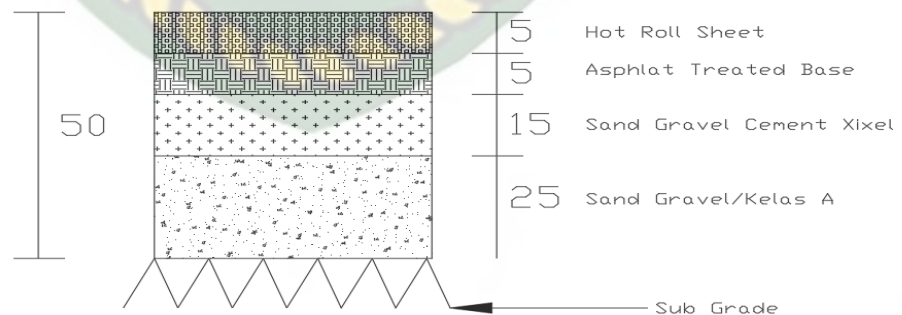 5 Hot Roll Sheet
5 Asphlat Treated Base
50
15 Sand Gravel Cement Xixel
25 Sand Gravel/Kelas A
Sub Grade